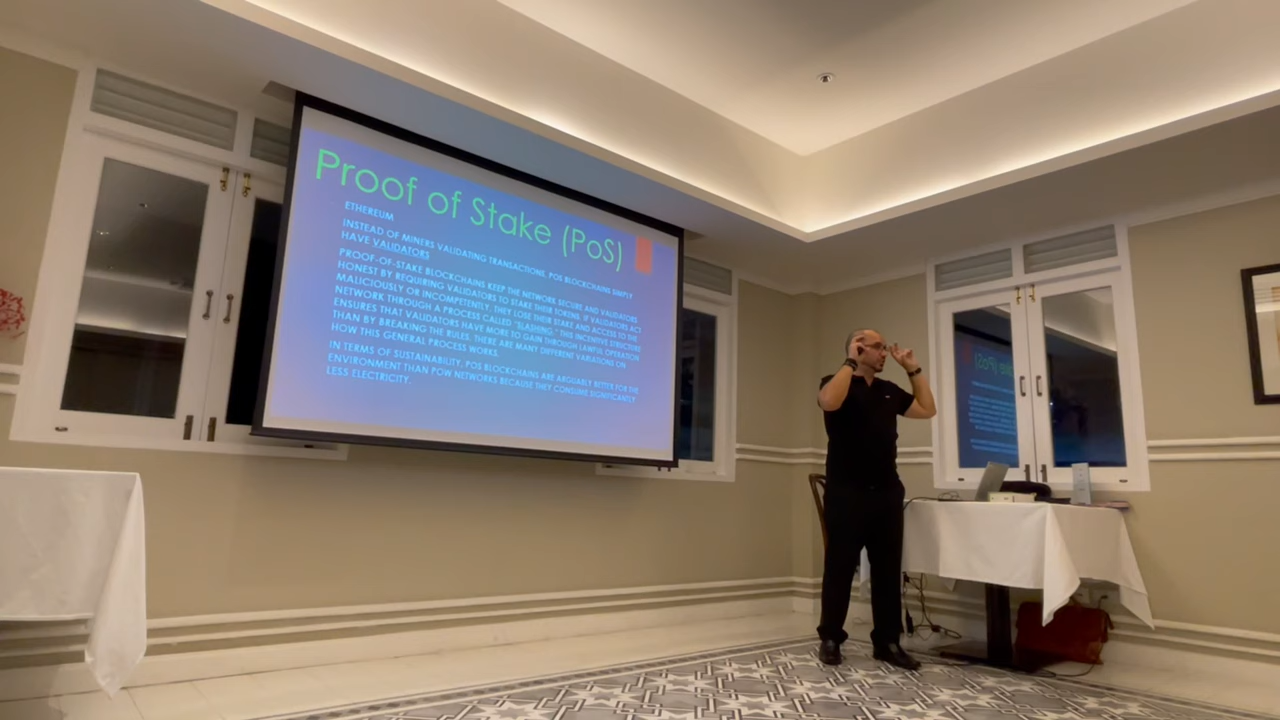 Proof of Stake (PoS)
ETHEREUM
INSTEAD OF MINERS VALIDATING TRANSACTIONS, POS BLOCKCHAINS SIMPLY
HAVE VALIDATORS
PROOF-OF-STAKE BLOCKCHAINS KEEP THE NETWORK SECURE AND VALIDATORS
HONEST BY REQUIRING VALIDATORS TO STAKE THEIR TOKENS. IF VALIDATORS ACT
MALICIOUSLY OR INCOMPETENTLY, THEY LOSE THEIR STAKE AND ACCESS TO THE
NETWORK THROUGH A PROCESS CALLED "SLASHING." THIS INCENTIVE STRUCTURE
ENSURES THAT VALIDATORS HAVE MORE TO GAIN THROUGH LAWFUL OPERATION
THAN BY BREAKING THE RULES. THERE ARE MANY DIFFERENT VARIATIONS ON
HOW THIS GENERAL PROCESS WORKS.
IN TERMS OF SUSTAINABILITY, POS BLOCKCHAINS ARE ARGUABLY BETTER FOR THE
ENVIRONMENT THAN POW NETWORKS BECAUSE THEY CONSUME SIGNIFICANTLY
LESS ELECTRICITY.